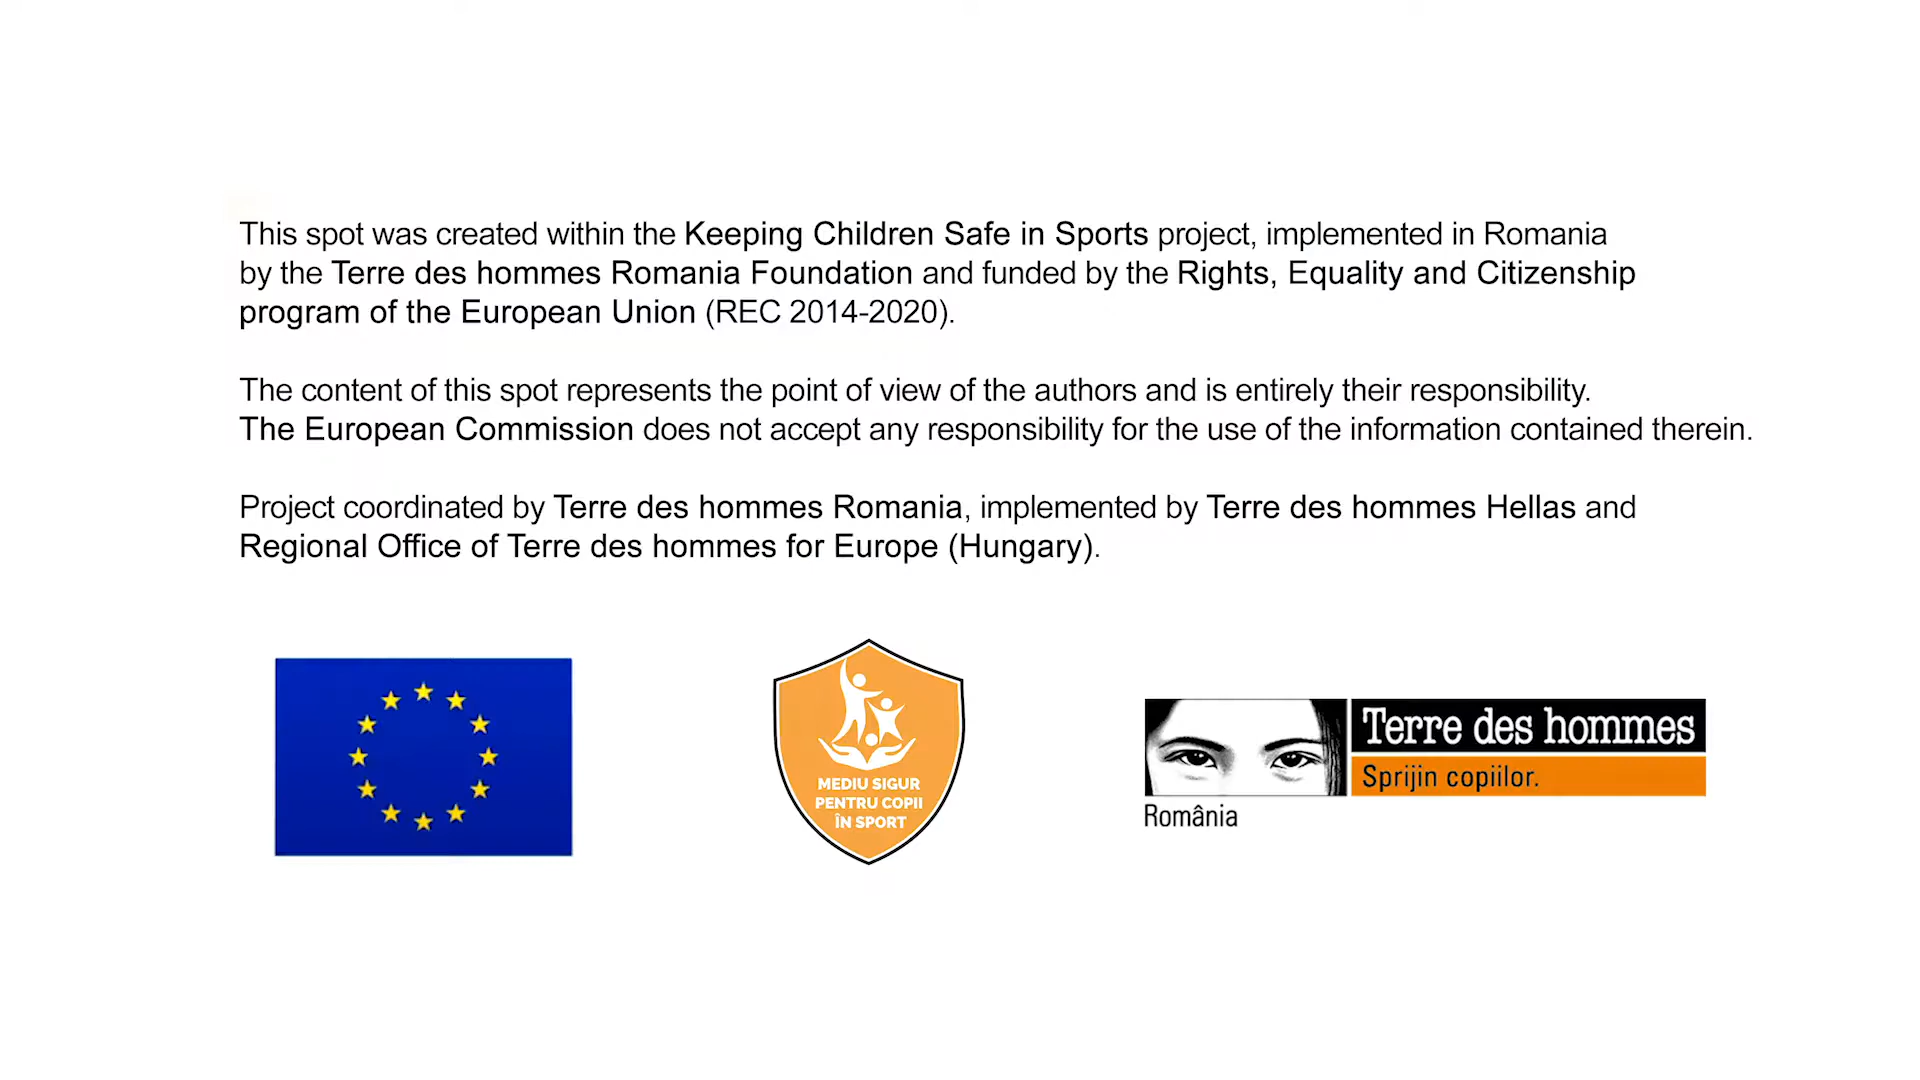 This spot was created within the Keeping Children Safe in Sports project, implemented in Romania
by the Terre des hommes Romania Foundation and funded by the Rights, Equality and Citizenship
program of the European Union (REC 2014-2020).
The content of this spot represents the point of view of the authors and is entirely their responsibility.
The European Commission does not accept any responsibility for the use of the information contained therein.
Project coordinated by Terre des hommes Romania, implemented by Terre des hommes Hellas and
Regional Office of Terre des hommes for Europe (Hungary).
MEDIU SIGUR
PENTRU COPII
ÎN SPORT
Terre des hommes
Sprijin copiilor.
România